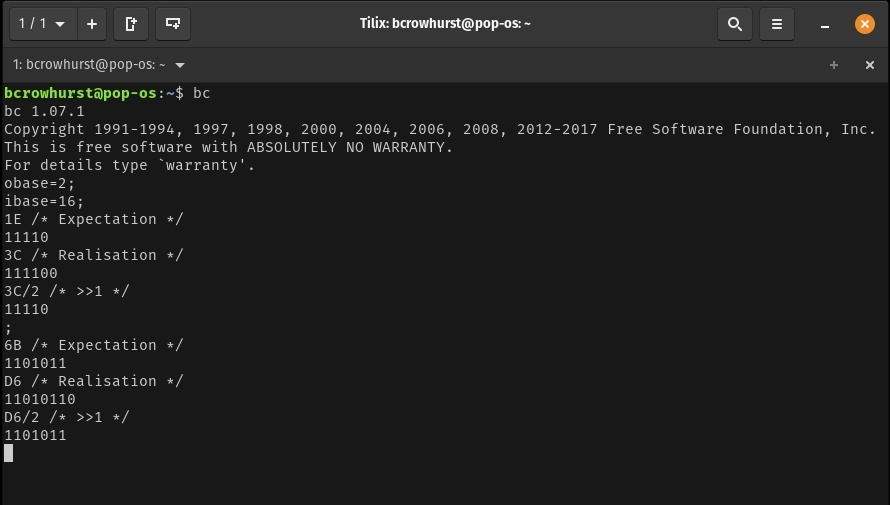 1 / 1
Tilix: bcrowhurst@pop-os: ~
1: bcrowhurst@pop-os: ~
bcrowhurst@pop-os:~$ bc
bc 1.07.1
Copyright 1991-1994, 1997, 1998, 2000, 2004, 2006, 2008, 2012-2017 Free Software Foundation, Inc.
This is free software with ABSOLUTELY NO WARRANTY.
For details type `warranty'.
obase=2;
ibase=16;
1E /* Expectation */
11110
3C /* Realisation */
111100
3C/2 /* >>1 */
11110
;
6B /* Expectation */
1101011
D6 /* Realisation */
11010110
D6/2 /* >>1 */
1101011